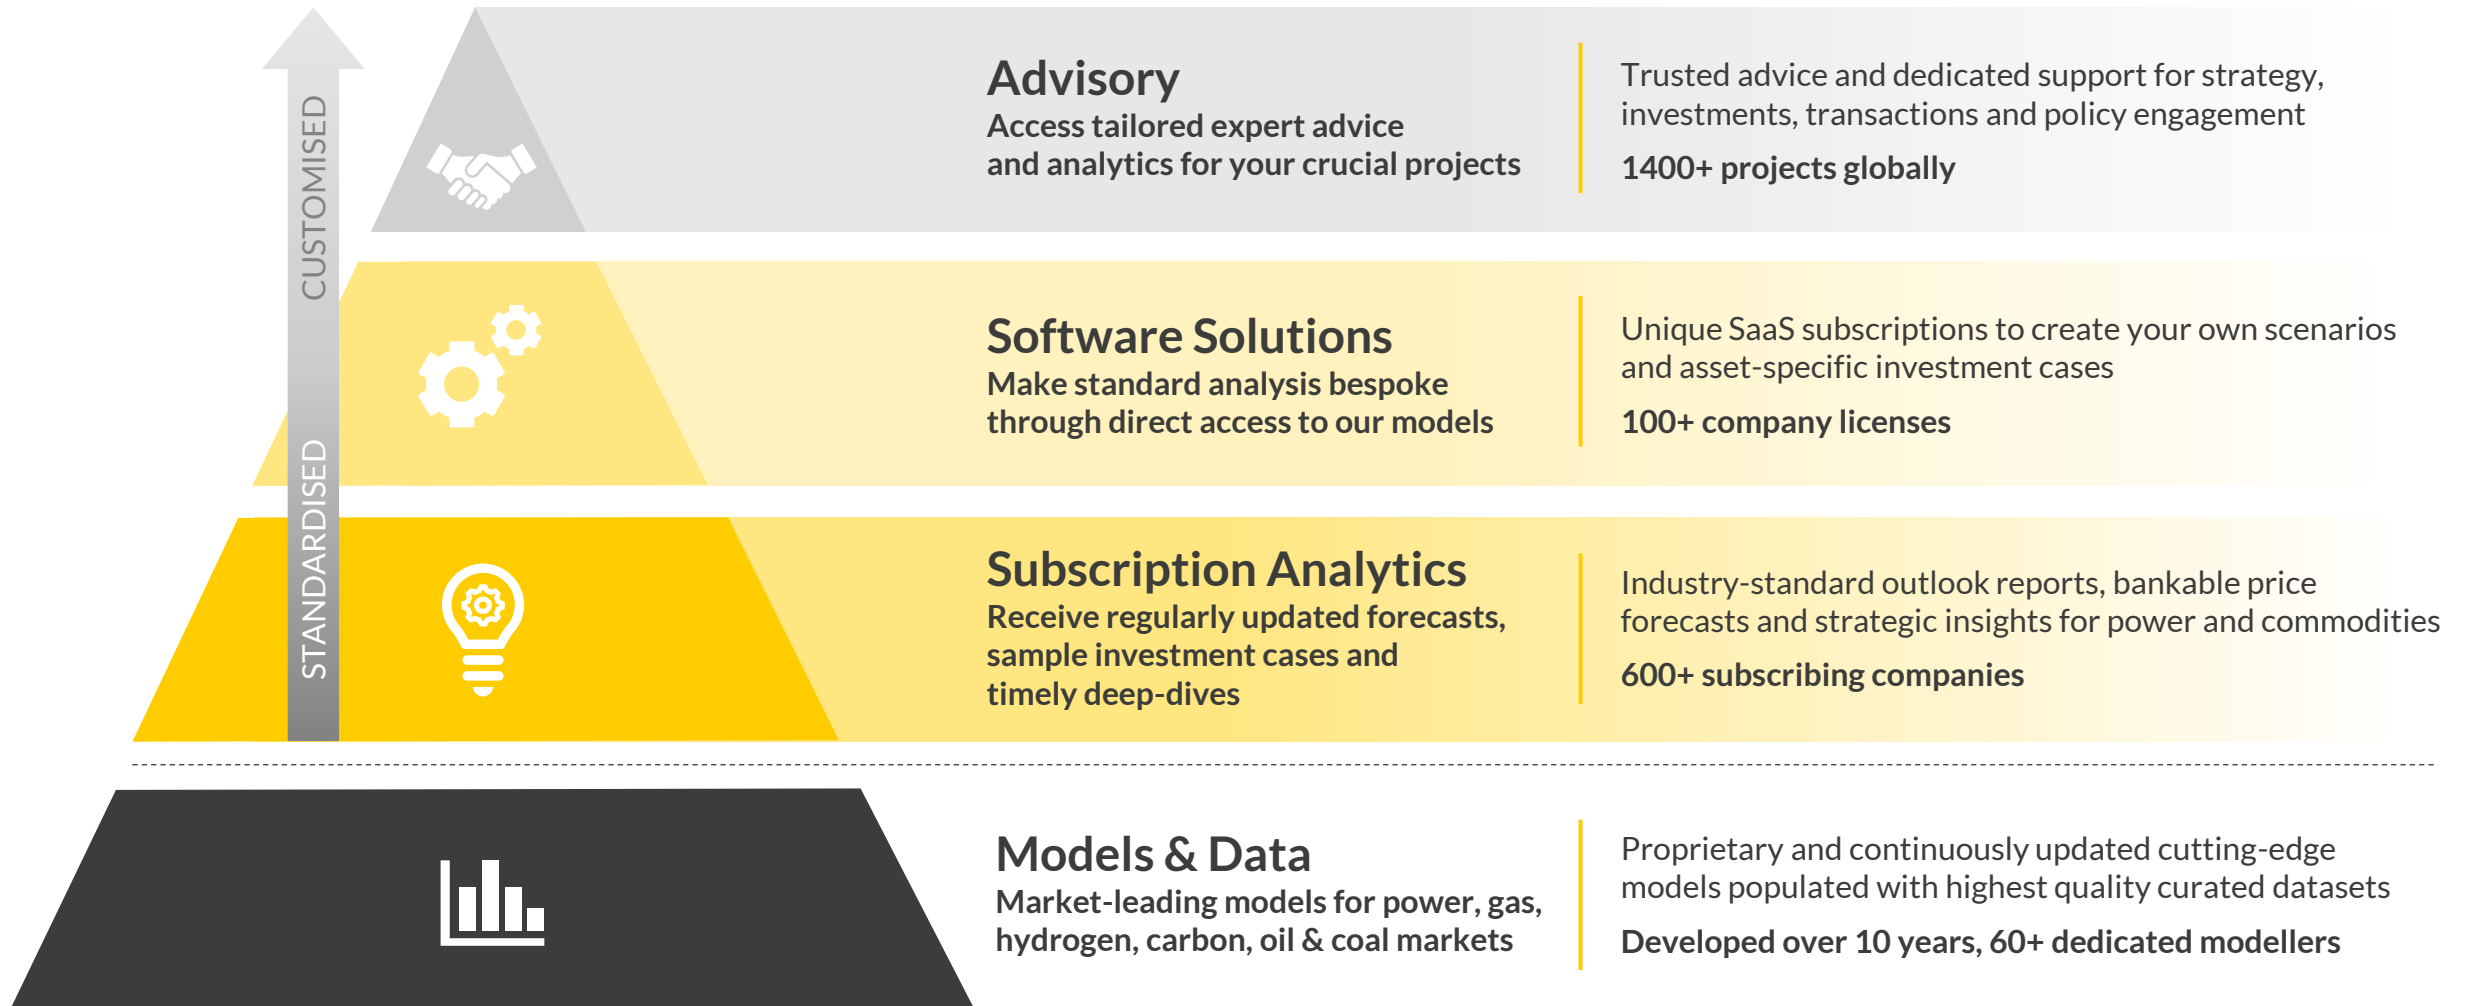 CUSTOMISED
STANDARDISED
Advisory
Access tailored expert advice
and analytics for your crucial projects
Trusted advice and dedicated support for strategy,
investments, transactions and policy engagement
1400+ projects globally
Software Solutions
Make standard analysis bespoke
through direct access to our models
Unique SaaS subscriptions to create your own scenarios
and asset-specific investment cases
100+ company licenses
Subscription Analytics
Receive regularly updated forecasts,
sample investment cases and
timely deep-dives
Industry-standard outlook reports, bankable price
forecasts and strategic insights for power and commodities
600+ subscribing companies
Models & Data
Market-leading models for power, gas,
hydrogen, carbon, oil & coal markets
Proprietary and continuously updated cutting-edge
models populated with highest quality curated datasets
Developed over 10 years, 60+ dedicated modellers